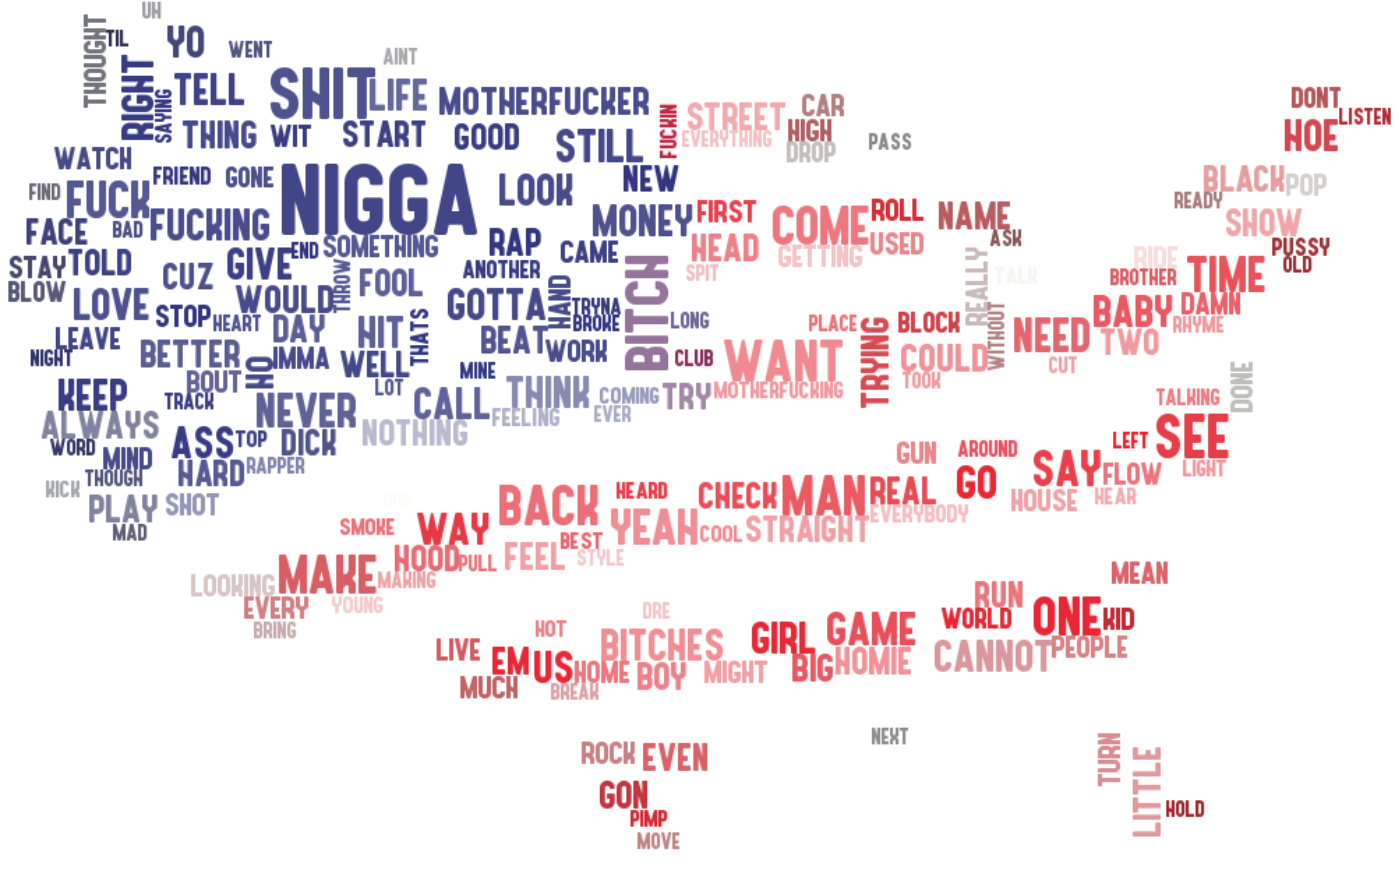 UH
THOUGHT
TIL
YO
WENT
AINT
RIGHT
SAYING
TELL
SHIT
LIFE
MOTHERFUCKER
FUCKIN
STREET
CAR
DONT
LISTEN
THING
WIT
START
GOOD
STILL
EVERYTHING
HIGH
DROP
PASS
HOE
WATCH
FRIEND
GONE
NIGGA
LOOK
NEW
BLACK
POP
FIND
FUCK
READY
FACE
BAD
FUCKING
MONEY
FIRST
COME
ROLL
NAME
ASK
SHOW
END
SOMETHING
RAP
CAME
HEAD
GETTING
USED
PUSSY
OLD
STAY
TOLD
CUZ
GIVE
THROW
FOOL
ANOTHER
HAND
BITCH
SPIT
REALLY
TALK
RIDE
BROTHER
TIME
BLOW
LOVE
WOULD
GOTTA
TRYNA
BROKE
LONG
BABY
DAMN
STOP
HEART
DAY
HIT
THATS
PLACE
TRYING
BLOCK
WITHOUT
NEED
TWO
RHYME
LEAVE
NIGHT
BETTER
HO
IMMA
WELL
BEAT
WORK
CLUB
WANT
COULD
CUT
DONE
KEEP
BOUT
LOT
MINE
TOOK
TRACK
NEVER
CALL
THINK
COMING
TRY
MOTHERFUCKING
TALKING
ALWAYS
NOTHING
FEELING
EVER
WORD
MIND
ASS
TOP
DICK
GUN
AROUND
LEFT
SEE
THOUGH
HARD
RAPPER
SAY
FLOW
LIGHT
KICK
PLAY
SHOT
BACK
HEARD
CHECK
MAN
REAL
GO
HOUSE
HEAR
MAD
SMOKE
WAY
YEAH
COOL
STRAIGHT
EVERYBODY
HOOD
PULL
FEEL
BEST
STYLE
LOOKING
MAKE
MAKING
MEAN
EVERY
YOUNG
DRE
RUN
BRING
HOT
BITCHES
GIRL
GAME
WORLD
ONE
KID
LIVE
EM
US
HOME
BOY
MIGHT
BIG
HOMIE
CANNOT
PEOPLE
MUCH
BREAK
NEXT
ROCK
EVEN
TURN
LITTLE
GON
HOLD
PIMP
MOVE